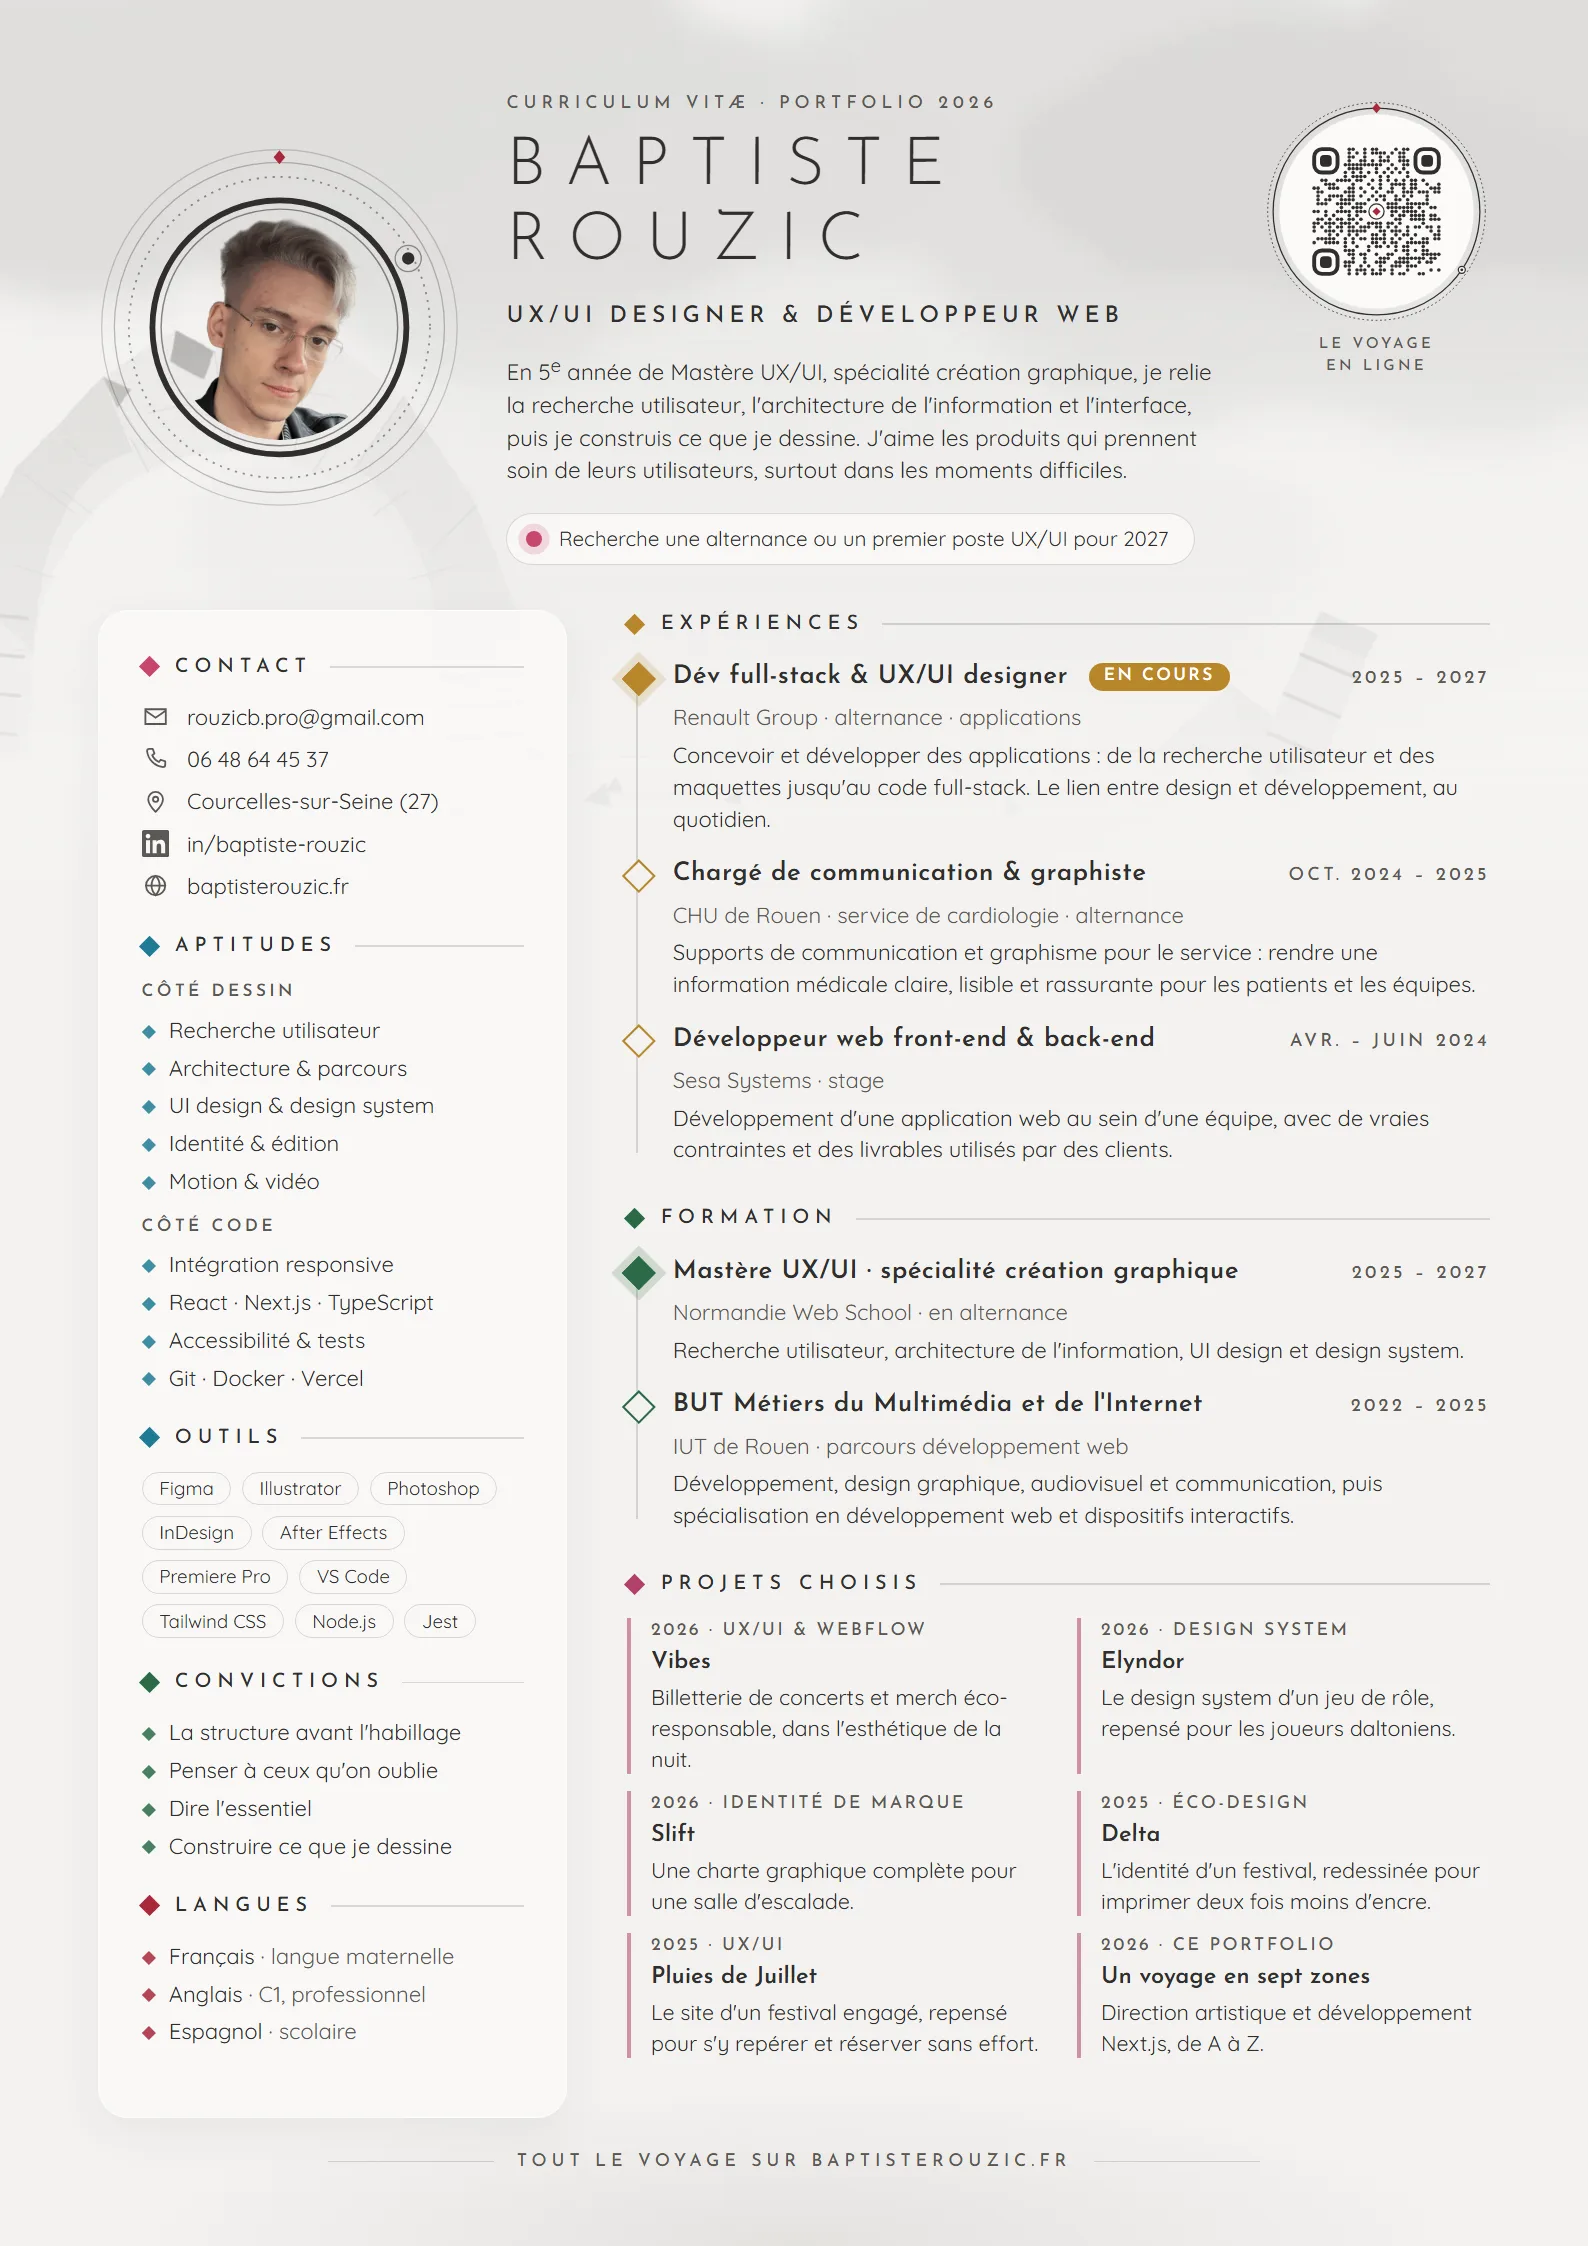 CURRICULUM VITÆ · PORTFOLIO 2026
BAPTISTE
ROUZIC
UX/UI DESIGNER & DÉVELOPPEUR WEB
En 5e année de Mastère UX/UI, spécialité création graphique, je relie
la recherche utilisateur, l'architecture de l'information et l'interface,
puis je construis ce que je dessine. J'aime les produits qui prennent
soin de leurs utilisateurs, surtout dans les moments difficiles.
Recherche une alternance ou un premier poste UX/UI pour 2027
LE VOYAGE
EN LIGNE
CONTACT
rouzicb.pro@gmail.com
06 48 64 45 37
Courcelles-sur-Seine (27)
in/baptiste-rouzic
baptisterouzic.fr
APTITUDES
CÔTÉ DESSIN
Recherche utilisateur
Architecture & parcours
UI design & design system
Identité & édition
Motion & vidéo
CÔTÉ CODE
Intégration responsive
React · Next.js · TypeScript
Accessibilité & tests
Git · Docker · Vercel
OUTILS
Figma Illustrator Photoshop
InDesign After Effects
Premiere Pro VS Code
Tailwind CSS Node.js Jest
CONVICTIONS
La structure avant l'habillage
Penser à ceux qu'on oublie
Dire l'essentiel
Construire ce que je dessine
LANGUES
Français · langue maternelle
Anglais · C1, professionnel
Espagnol · scolaire
EXPÉRIENCES
Dév full-stack & UX/UI designer EN COURS 2025 – 2027
Renault Group · alternance · applications
Concevoir et développer des applications : de la recherche utilisateur et des
maquettes jusqu'au code full-stack. Le lien entre design et développement, au
quotidien.
Chargé de communication & graphiste OCT. 2024 – 2025
CHU de Rouen · service de cardiologie · alternance
Supports de communication et graphisme pour le service : rendre une
information médicale claire, lisible et rassurante pour les patients et les équipes.
Développeur web front-end & back-end AVR. – JUIN 2024
Sesa Systems · stage
Développement d'une application web au sein d'une équipe, avec de vraies
contraintes et des livrables utilisés par des clients.
FORMATION
Mastère UX/UI · spécialité création graphique 2025 – 2027
Normandie Web School · en alternance
Recherche utilisateur, architecture de l'information, UI design et design system.
BUT Métiers du Multimédia et de l'Internet 2022 – 2025
IUT de Rouen · parcours développement web
Développement, design graphique, audiovisuel et communication, puis
spécialisation en développement web et dispositifs interactifs.
PROJETS CHOISIS
2026 · UX/UI & WEBFLOW
Vibes
Billetterie de concerts et merch éco-
responsable, dans l'esthétique de la
nuit.
2026 · DESIGN SYSTEM
Elyndor
Le design system d'un jeu de rôle,
repensé pour les joueurs daltoniens.
2026 · IDENTITÉ DE MARQUE
Slift
Une charte graphique complète pour
une salle d'escalade.
2025 · ÉCO-DESIGN
Delta
L'identité d'un festival, redessinée pour
imprimer deux fois moins d'encre.
2025 · UX/UI
Pluies de Juillet
Le site d'un festival engagé, repensé
pour s'y repérer et réserver sans effort.
2026 · CE PORTFOLIO
Un voyage en sept zones
Direction artistique et développement
Next.js, de A à Z.
TOUT LE VOYAGE SUR BAPTISTEROUZIC.FR